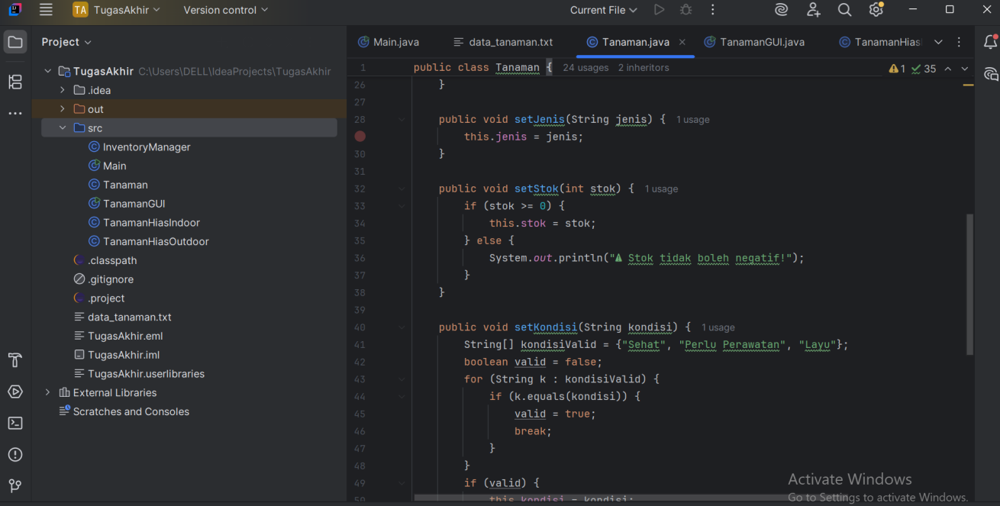 TA TugasAkhir Version control Current File
Project
Main.java data_tanaman.txt Tanaman.java TanamanGUI.java TanamanHias
TugasAkhir C:\Users\DELL\IdeaProjects\TugasAkhir
.idea
out
src
InventoryManager
Main
Tanaman
TanamanGUI
TanamanHiasIndoor
TanamanHiasOutdoor
.classpath
.gitignore
.project
data_tanaman.txt
TugasAkhir.eml
TugasAkhir.iml
TugasAkhir.userlibraries
External Libraries
Scratches and Consoles
1 public class Tanaman { 24 usages 2 inheritors 1 35
26 }
27
28 public void setJenis(String jenis) { 1 usage
this.jenis = jenis;
30 }
31
32 public void setStok(int stok) { 1 usage
33 if (stok >= 0) {
34 this.stok = stok;
35 } else {
36 System.out.println("⚠ Stok tidak boleh negatif!");
37 }
38 }
39
40 public void setKondisi(String kondisi) { 1 usage
41 String[] kondisiValid = {"Sehat", "Perlu Perawatan", "Layu"};
42 boolean valid = false;
43 for (String k : kondisiValid) {
44 if (k.equals(kondisi)) {
45 valid = true;
46 break;
47 }
48 }
49 if (valid) {
50 this.kondisi = kondisi;
Activate Windows
Go to Settings to activate Windows.